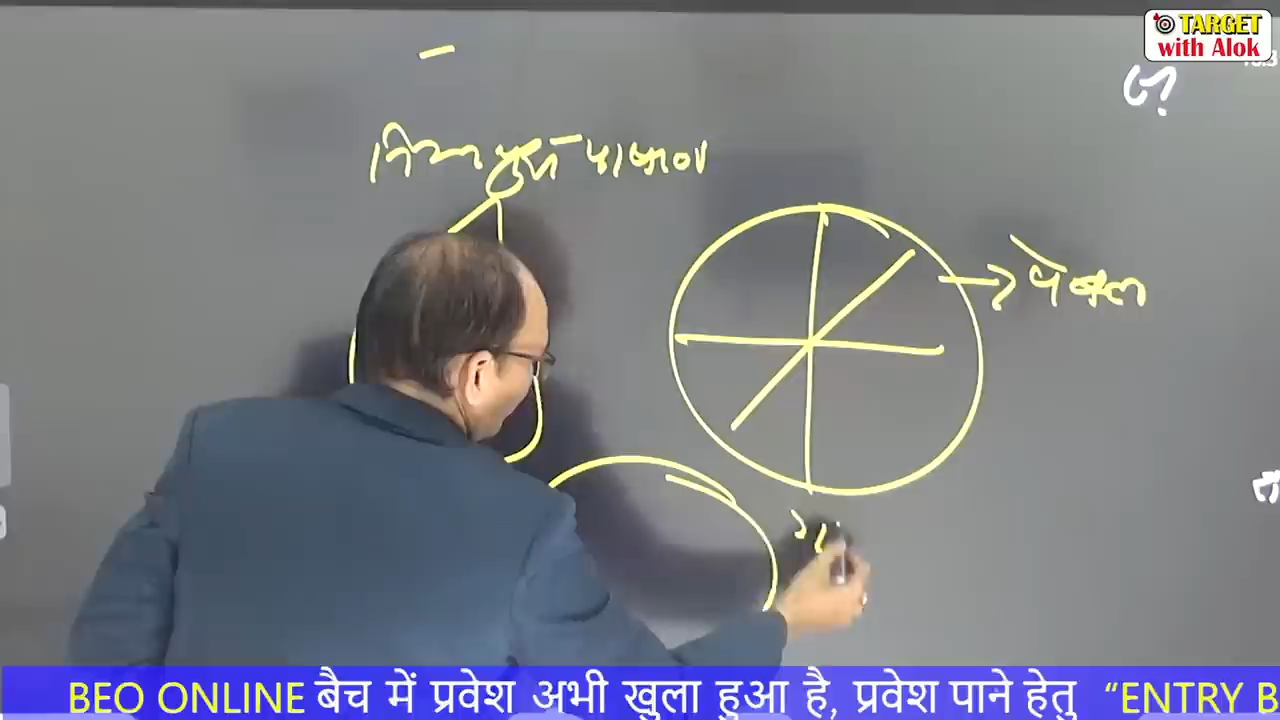 TARGET
with Alok
निम्न पुर्न पाषाण
पेबल
BEO ONLINE बैच में प्रवेश अभी खुला हुआ है, प्रवेश पाने हेतु “ENTRY B